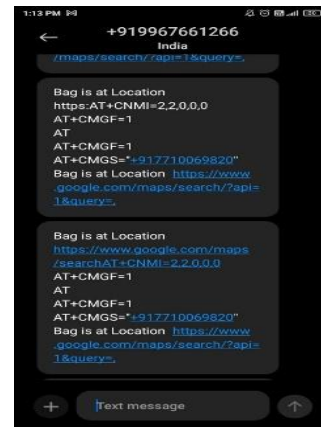 1:13 PM
+919967661266
India
/maps/search/?api=1&query=,
Bag is at Location
https:AT+CNMI=2,2,0,0,0
AT+CMGF=1
AT
AT+CMGF=1
AT+CMGS="+917710069820"
Bag is at Location https://www
.google.com/maps/search/?api=
1&query=,
Bag is at Location
https://www.google.com/maps
/searchAT+CNMI=2,2,0,0,0
AT+CMGF=1
AT
AT+CMGF=1
AT+CMGS="+917710069820"
Bag is at Location https://www
.google.com/maps/search/?api=
1&query=,
Text message